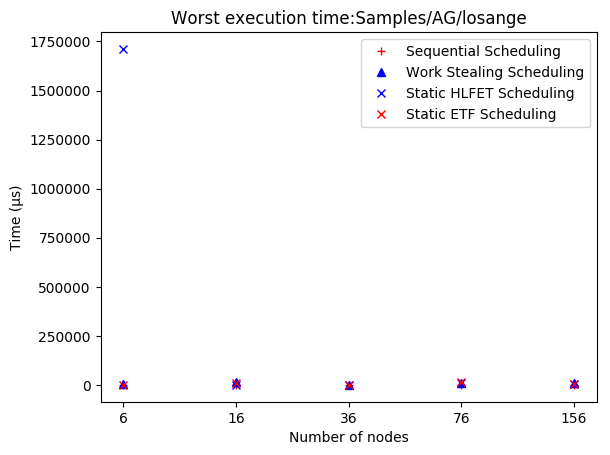 Worst execution time:Samples/AG/losange
1750000
1500000
1250000
1000000
750000
500000
250000
0
Time (µs)
Sequential Scheduling
Work Stealing Scheduling
Static HLFET Scheduling
Static ETF Scheduling
6 16 36 76 156
Number of nodes